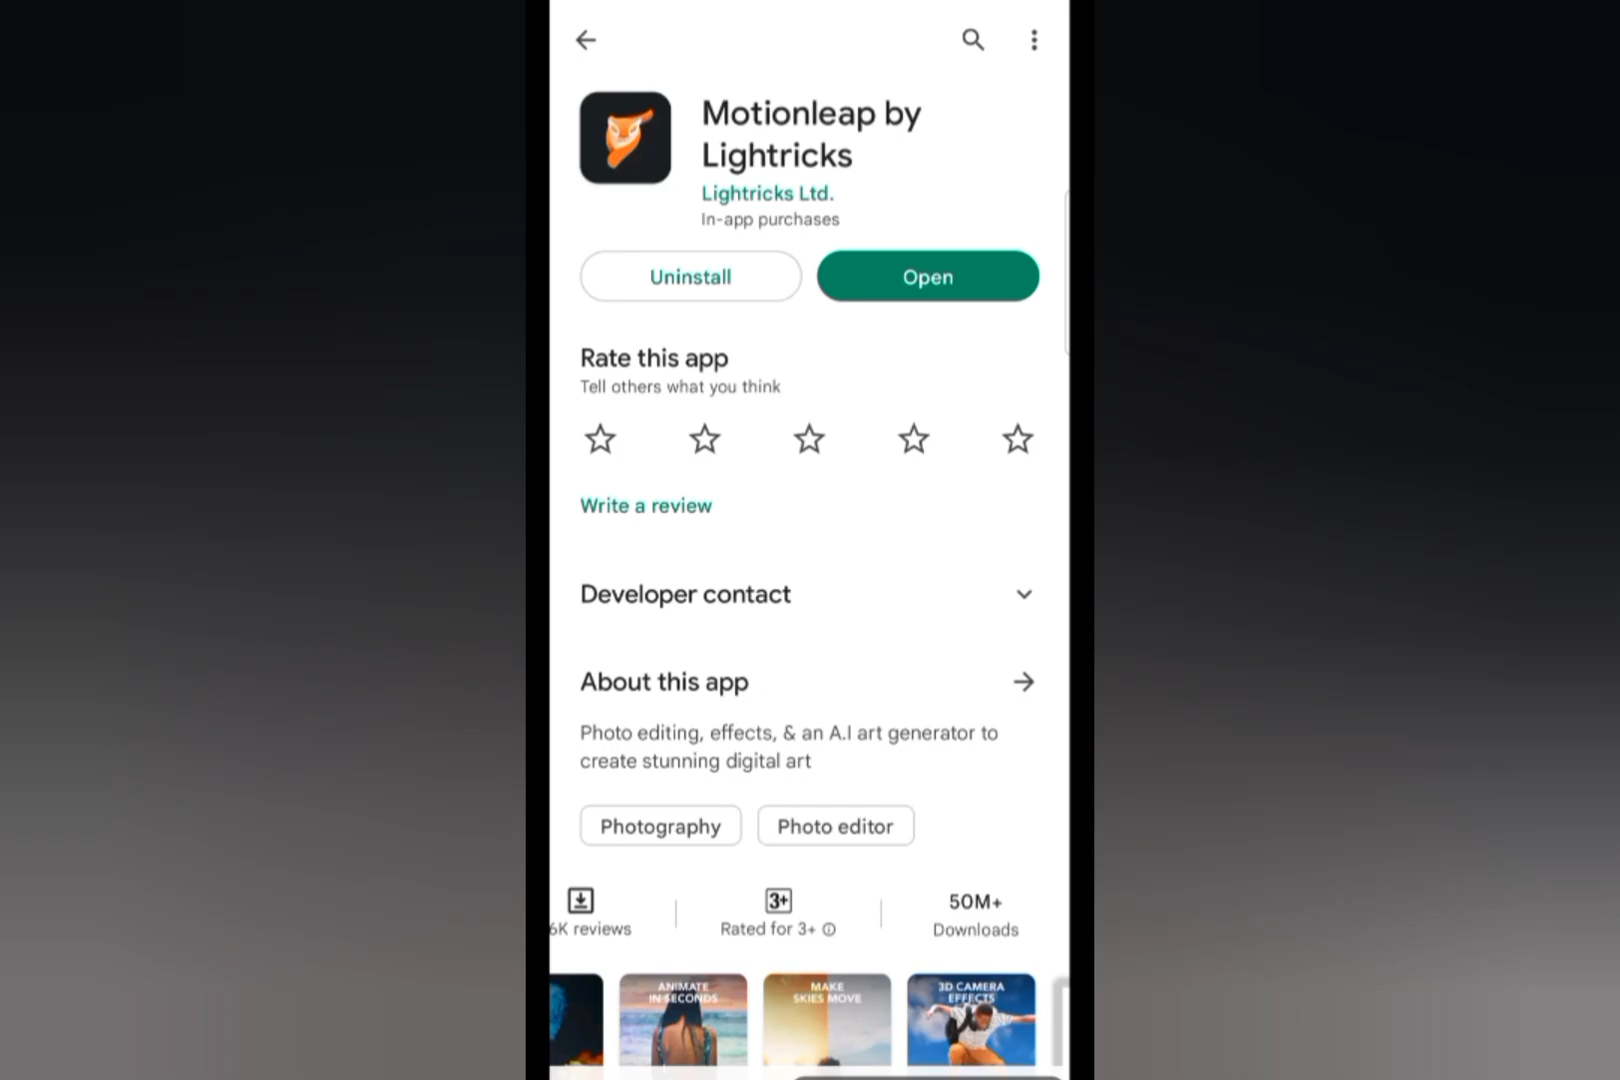 Motionleap by
Lightricks
Lightricks Ltd.
In-app purchases
Uninstall
Open
Rate this app
Tell others what you think
Write a review
Developer contact
About this app
Photo editing, effects, & an A.I art generator to
create stunning digital art
Photography
Photo editor
3+
50M+
6K reviews
Rated for 3+
Downloads
ANIMATE
IN SECONDS
MAKE
SKIES MOVE
3D CAMERA
EFFECTS